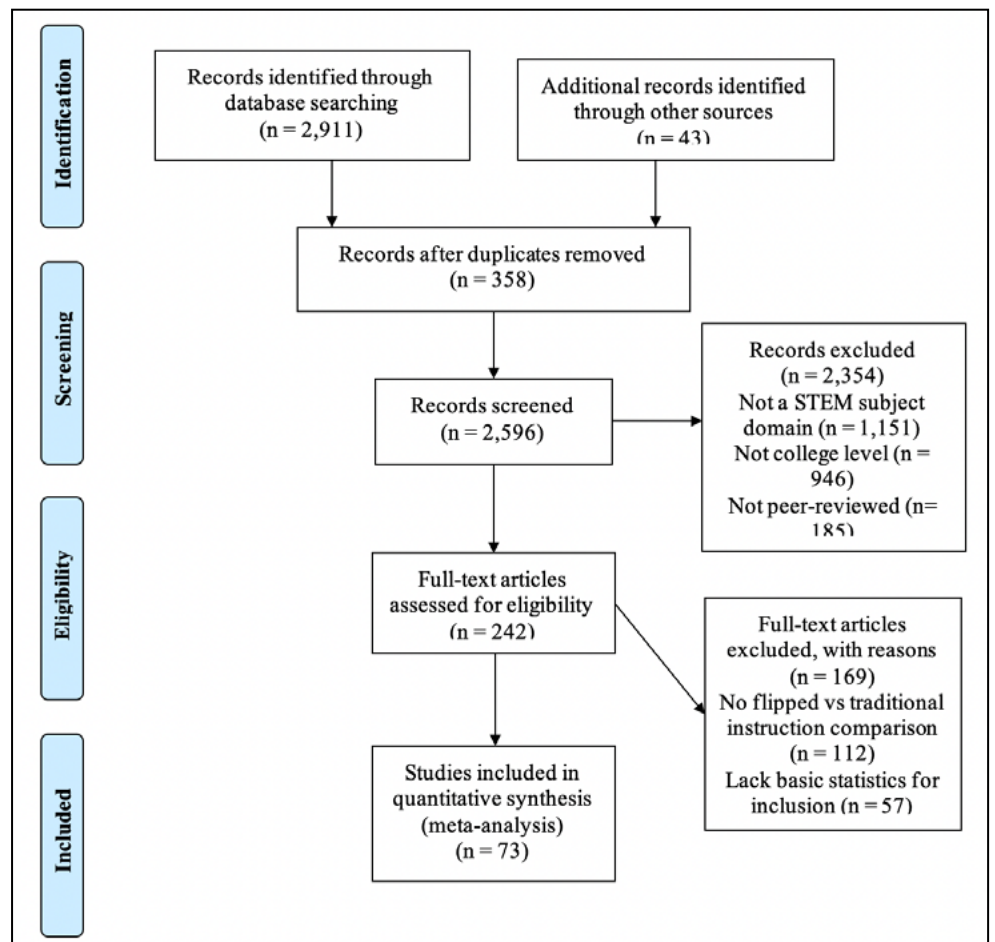 Identification
Records identified through
database searching
(n = 2,911)
Additional records identified
through other sources
(n = 43)
Records after duplicates removed
(n = 358)
Screening
Records screened
(n = 2,596)
Records excluded
(n = 2,354)
Not a STEM subject
domain (n = 1,151)
Not college level (n =
946)
Not peer-reviewed (n=
185)
Eligibility
Full-text articles
assessed for eligibility
(n = 242)
Full-text articles
excluded, with reasons
(n = 169)
No flipped vs traditional
instruction comparison
(n = 112)
Lack basic statistics for
inclusion (n = 57)
Included
Studies included in
quantitative synthesis
(meta-analysis)
(n = 73)